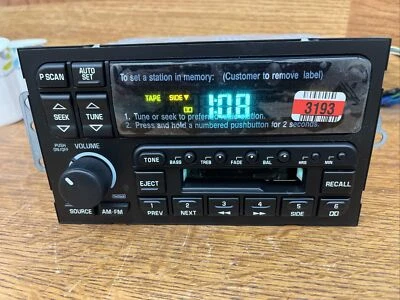 P SCAN
AUTO SET
To set a station in memory: (Customer to remove label)
TAPE SIDE▼
1:08
3193
1. Tune or seek to preferred radio station.
2. Press and hold a numbered pushbutton for 2 seconds.
SEEK
TUNE
PUSH ON/OFF
VOLUME
TONE
BASS
TREB
FADE
BAL
HRS
MIN
EJECT
RECALL
SOURCE
AM-FM
1 PREV
2 NEXT
3 ◀◀
4 ▶▶
5 SIDE
6